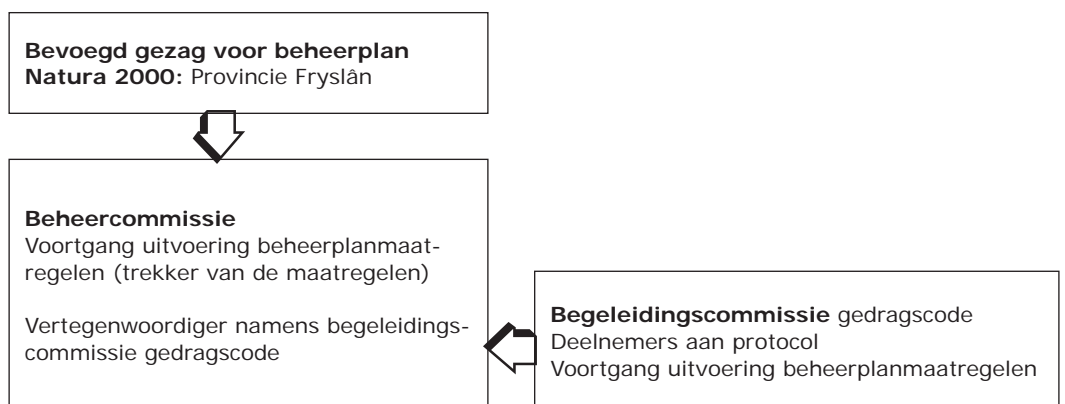 Bevoegd gezag voor beheerplan
Natura 2000: Provincie Fryslân
Beheercommissie
Voortgang uitvoering beheerplanmaat-
regelen (trekker van de maatregelen)
Vertegenwoordiger namens begeleidings-
commissie gedragscode
Begeleidingscommissie gedragscode
Deelnemers aan protocol
Voortgang uitvoering beheerplanmaatregelen